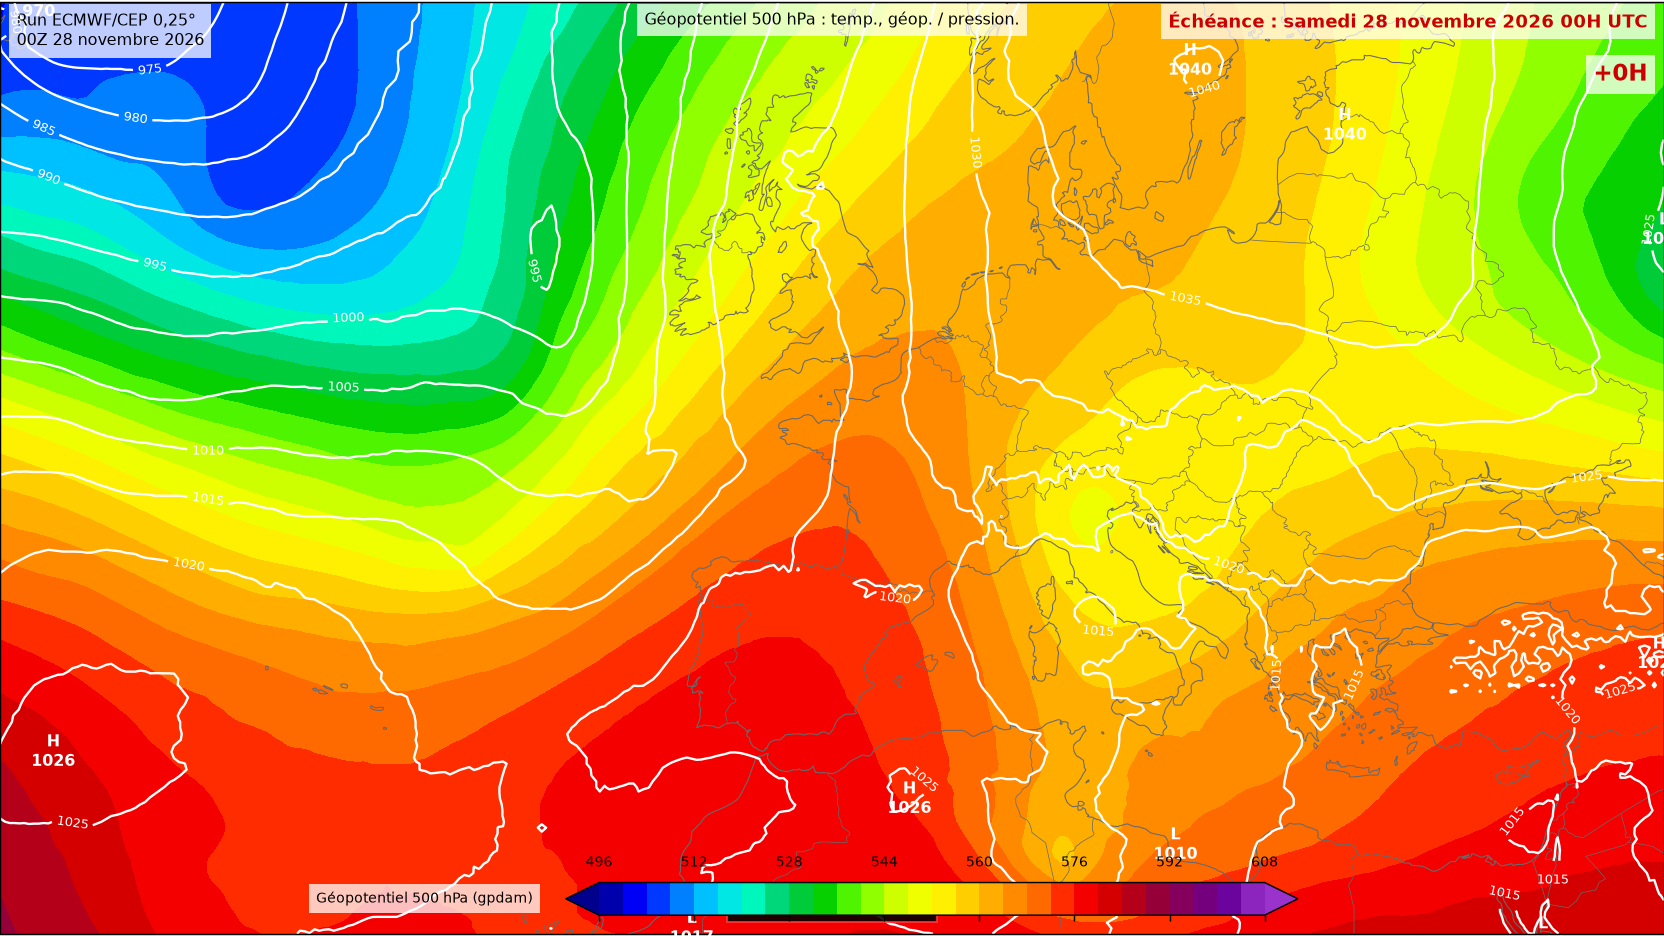 970
Run ECMWF/CEP 0,25°
00Z 28 novembre 2026
Géopotentiel 500 hPa : temp., géop. / pression.
Échéance : samedi 28 novembre 2026 00H UTC
+0H
975
980
985
990
995
995
1000
1005
1010
1015
1020
1025
H
1026
H
1040
1040
H
1040
1030
1035
1025
1025
1020
1020
1015
1015
1015
1020
1025
1025
H
1026
L
1010
1015
1015
1015
L
L
1017
496 512 528 544 560 576 592 608
Géopotentiel 500 hPa (gpdam)